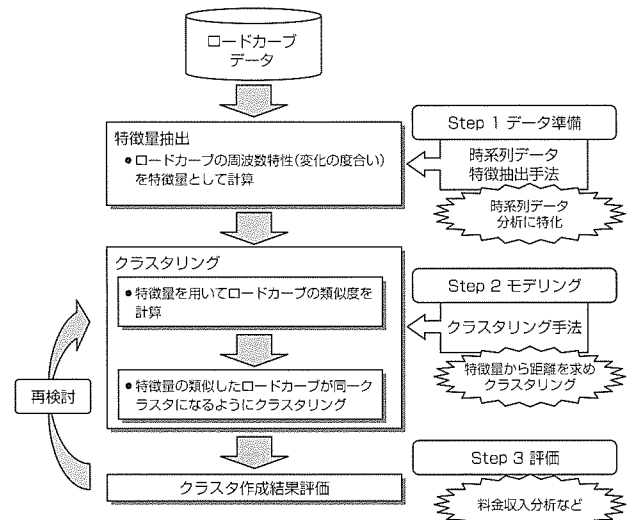 ロードカーブ
データ
特徴量抽出
●ロードカーブの周波数特性(変化の度合い)
を特徴量として計算
Step 1 データ準備
時系列データ
特徴抽出手法
時系列データ
分析に特化
クラスタリング
●特徴量を用いてロードカーブの類似度を
計算
●特徴量の類似したロードカーブが同一ク
ラスタになるようにクラスタリング
Step 2 モデリング
クラスタリング手法
特徴量から距離を求め
クラスタリング
再検討
クラスタ作成結果評価
Step 3 評価
料金収入分析など